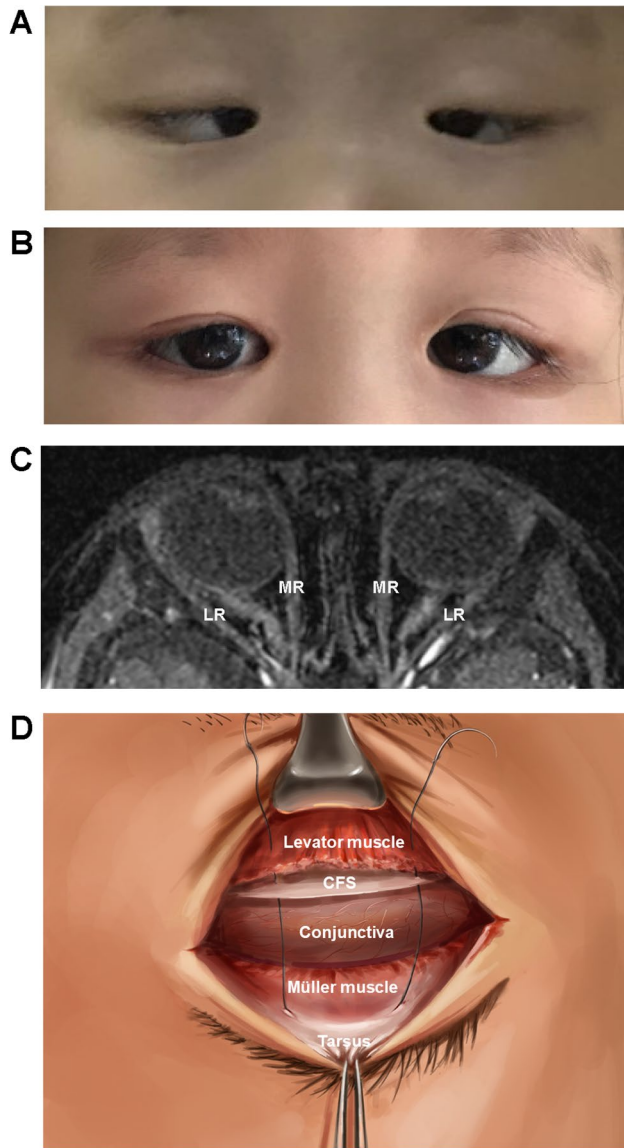 A
B
C
MR MR
LR LR
D
Levator muscle
CFS
Conjunctiva
Müller muscle
Tarsus